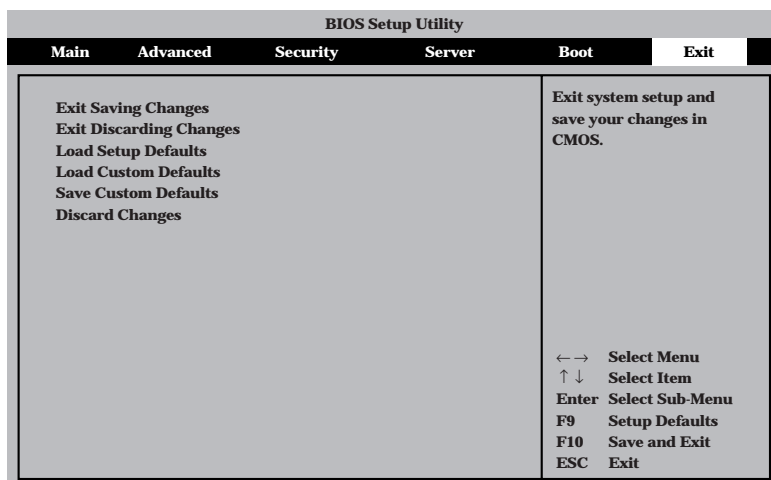 BIOS Setup Utility
Main Advanced Security Server Boot Exit
Exit Saving Changes
Exit Discarding Changes
Load Setup Defaults
Load Custom Defaults
Save Custom Defaults
Discard Changes
Exit system setup and
save your changes in
CMOS.
←→ Select Menu
↑↓ Select Item
Enter Select Sub-Menu
F9 Setup Defaults
F10 Save and Exit
ESC Exit